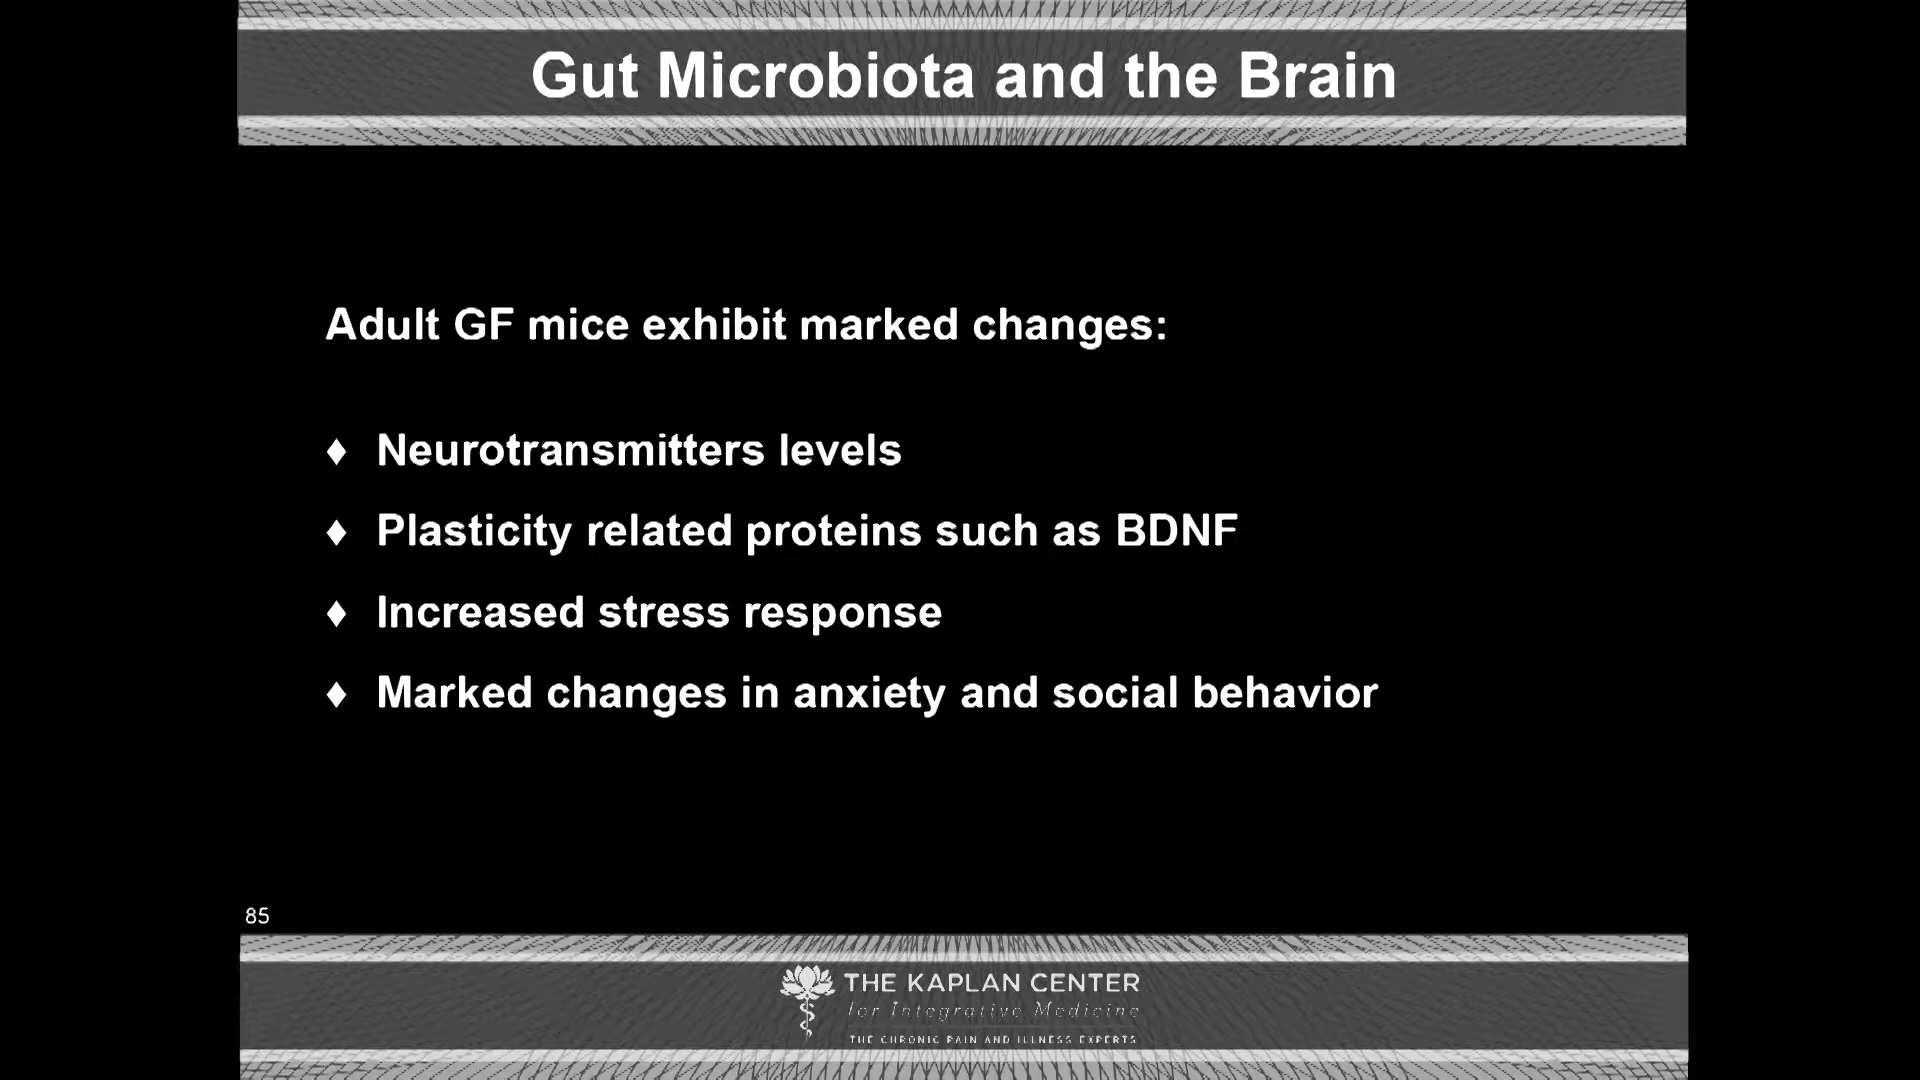 Gut Microbiota and the Brain
Adult GF mice exhibit marked changes:
♦ Neurotransmitters levels
♦ Plasticity related proteins such as BDNF
♦ Increased stress response
♦ Marked changes in anxiety and social behavior
85
THE KAPLAN CENTER
for Integrative Medicine
THE CHRONIC PAIN AND ILLNESS EXPERTS